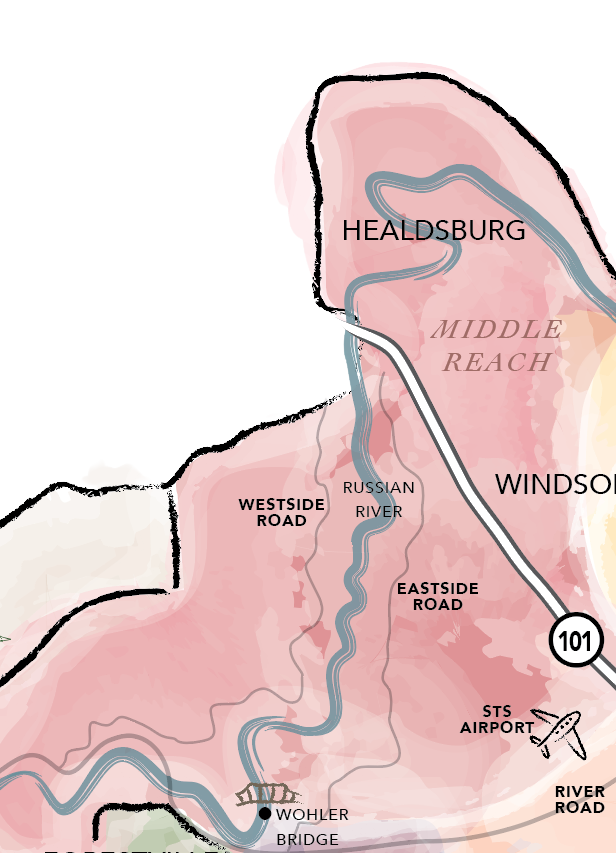 HEALDSBURG
MIDDLE
REACH
WINDSO
RUSSIAN
RIVER
WESTSIDE
ROAD
EASTSIDE
ROAD
101
STS
AIRPORT
RIVER
ROAD
WOHLER
BRIDGE